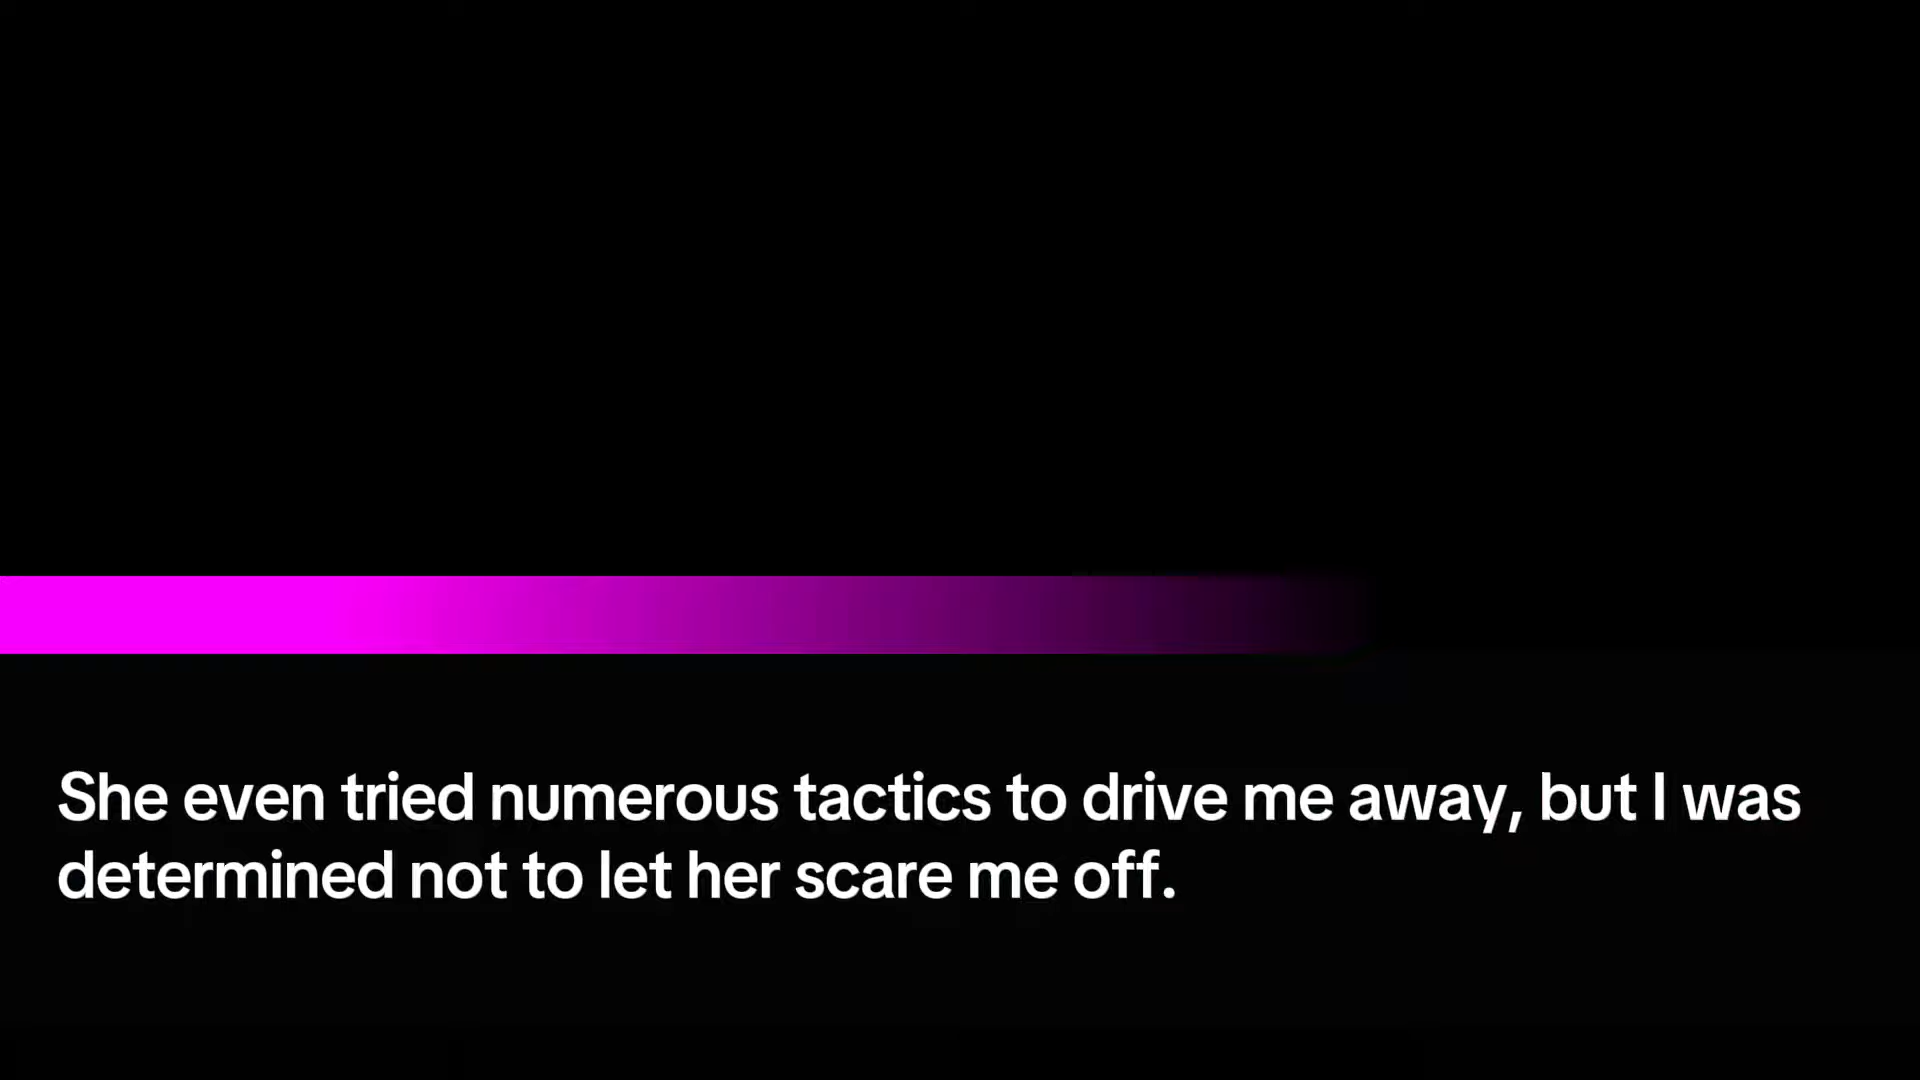 She even tried numerous tactics to drive me away, but I was
determined not to let her scare me off.